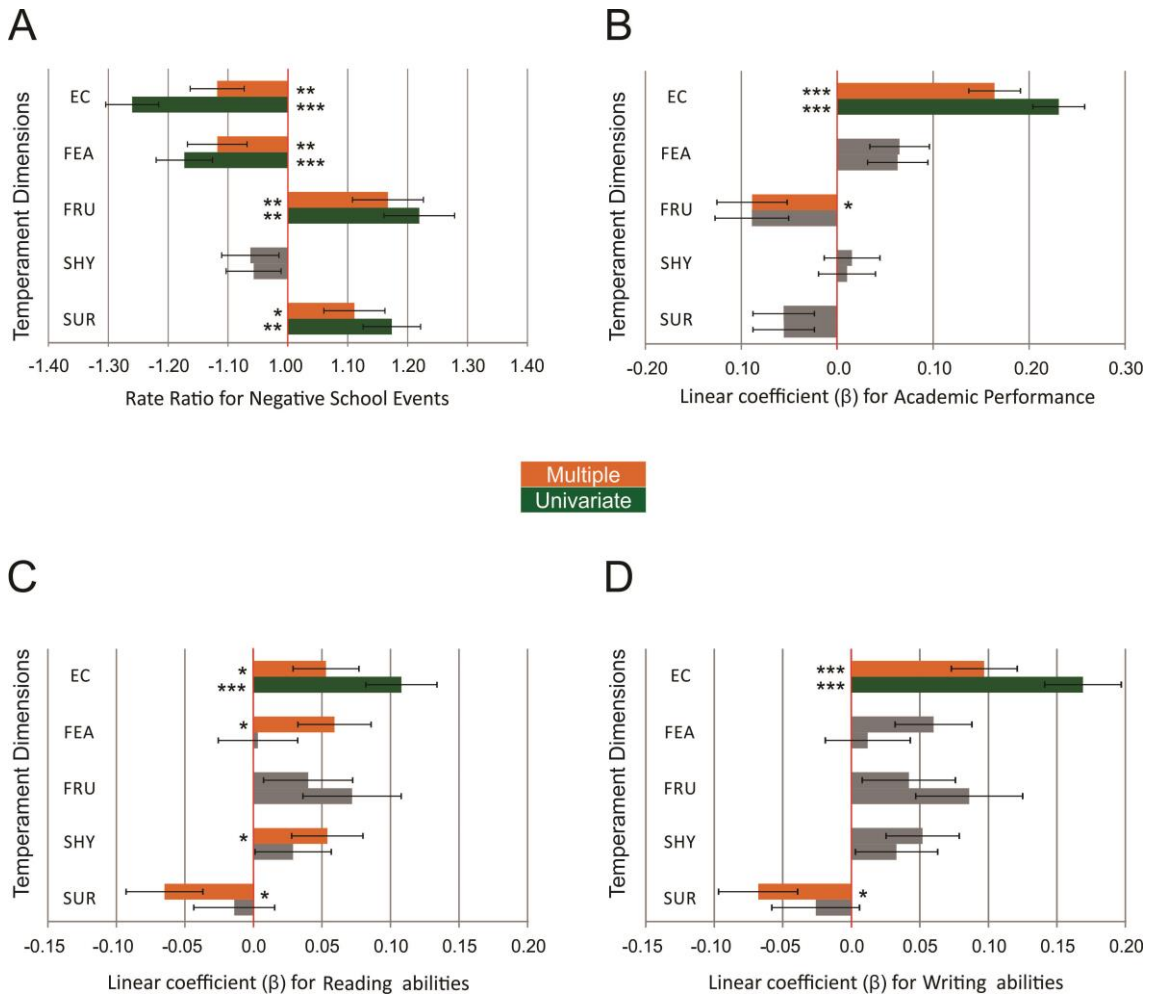 A
Temperament Dimensions
EC
**
***
FEA
**
***
FRU
**
**
SHY
SUR
*
**
-1.40 -1.30 -1.20 -1.10 1.00 1.10 1.20 1.30 1.40
Rate Ratio for Negative School Events
B
Temperament Dimensions
EC
***
***
FEA
FRU
*
SHY
SUR
-0.20 0.10 0.0 0.10 0.20 0.30
Linear coefficient (β) for Academic Performance
Multiple
Univariate
C
Temperament Dimensions
EC
*
***
FEA
*
FRU
SHY
*
SUR
*
-0.15 -0.10 -0.05 0.0 0.05 0.10 0.15 0.20
Linear coefficient (β) for Reading abilities
D
Temperament Dimensions
EC
***
***
FEA
FRU
SHY
SUR
*
-0.15 -0.10 -0.05 0.0 0.05 0.10 0.15 0.20
Linear coefficient (β) for Writing abilities